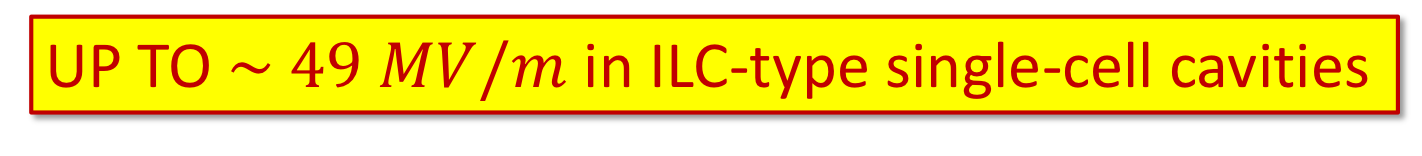 UP TO ~ 49 MV/m in ILC-type single-cell cavities